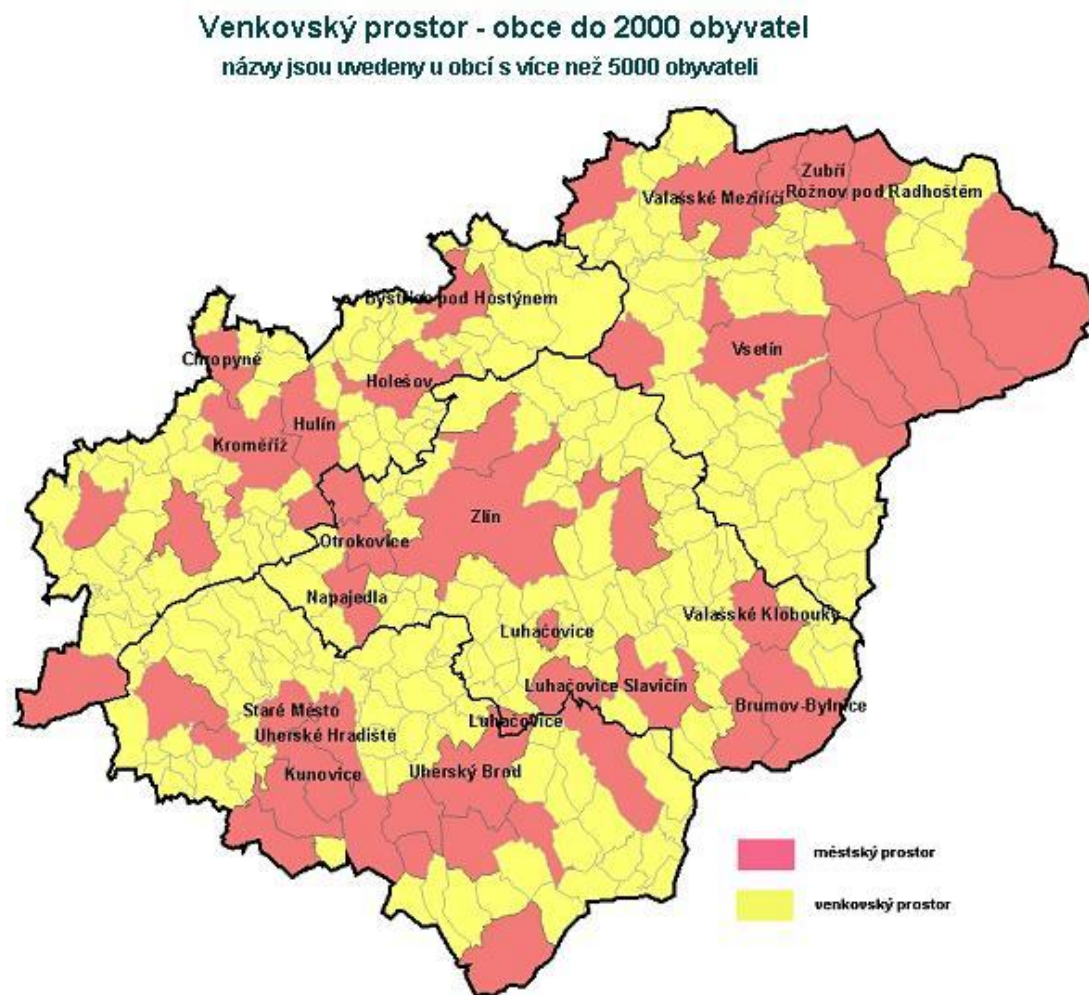 Venkovský prostor - obce do 2000 obyvatel
názvy jsou uvedeny u obcí s více než 5000 obyvateli
Zubří
Valašské Meziříčí
Rožnov pod Radhoštěm
Bystřice pod Hostýnem
Vsetín
Chropyně
Holešov
Hulín
Kroměříž
Zlín
Otrokovice
Napajedla
Valašské Klobouky
Luhačovice
Luhačovice
Slavičín
Staré Město
Luhačovice
Brumov-Bylnice
Uherské Hradiště
Kunovice
Uherský Brod
městský prostor
venkovský prostor